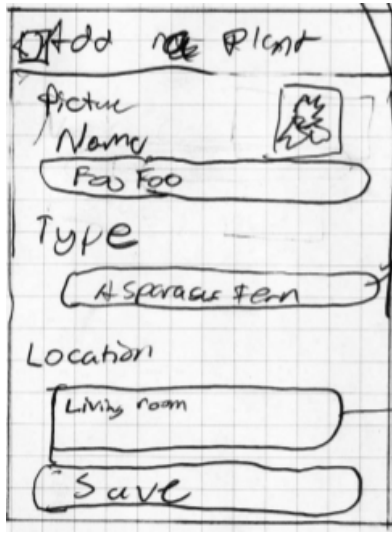 Add Plant
Picture
Name
Foo Foo
Type
Asparagus Fern
Location
Living room
Save